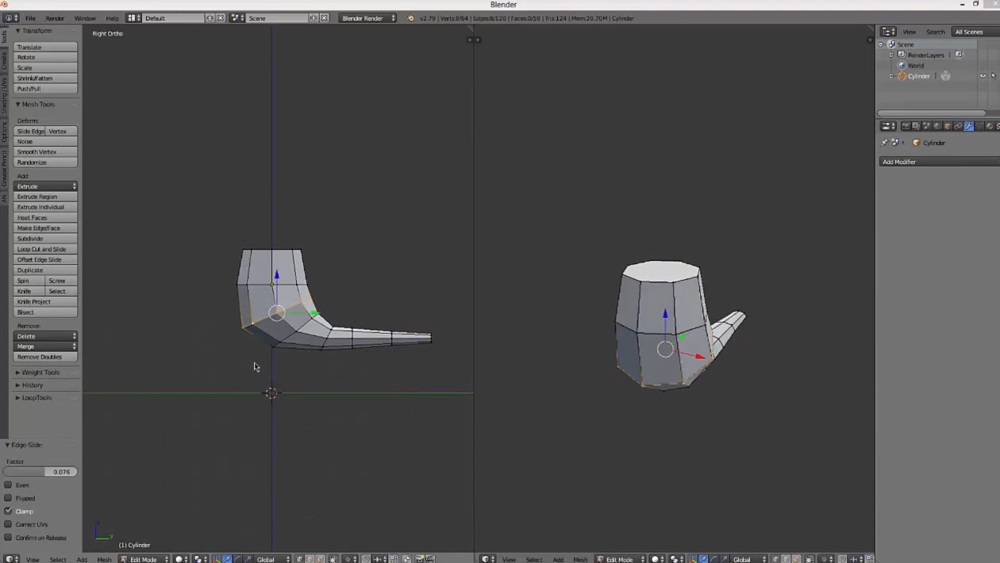 Blender
File
Render
Window
Help
Default
Scene
Blender Render
v2.79 | Verts:8/64 | Edges:8/120 | Faces:0/58 | Tris:124 | Mem:20.70M | Cylinder
Transform
Translate
Rotate
Scale
Shrink/Fatten
Push/Pull
Mesh Tools
Deform:
Slide Edge
Vertex
Noise
Smooth Vertex
Randomize
Add:
Extrude
Extrude Region
Extrude Individual
Inset Faces
Make Edge/Face
Subdivide
Loop Cut and Slide
Offset Edge Slide
Duplicate
Spin
Screw
Knife
Select
Knife Project
Bisect
Remove:
Delete
Merge
Remove Doubles
Weight Tools
History
LoopTools
Edge Slide
Factor
0.076
Even
Flipped
Clamp
Correct UVs
Confirm on Release
Tools
Create
Shading / UVs
Options
Grease Pencil
AN
Right Ortho
z
y
(1) Cylinder
View
Select
Add
Mesh
Edit Mode
Global
View
Select
Add
Mesh
Edit Mode
Global
View
Search
All Scenes
Scene
RenderLayers
World
Cylinder
Cylinder
Add Modifier